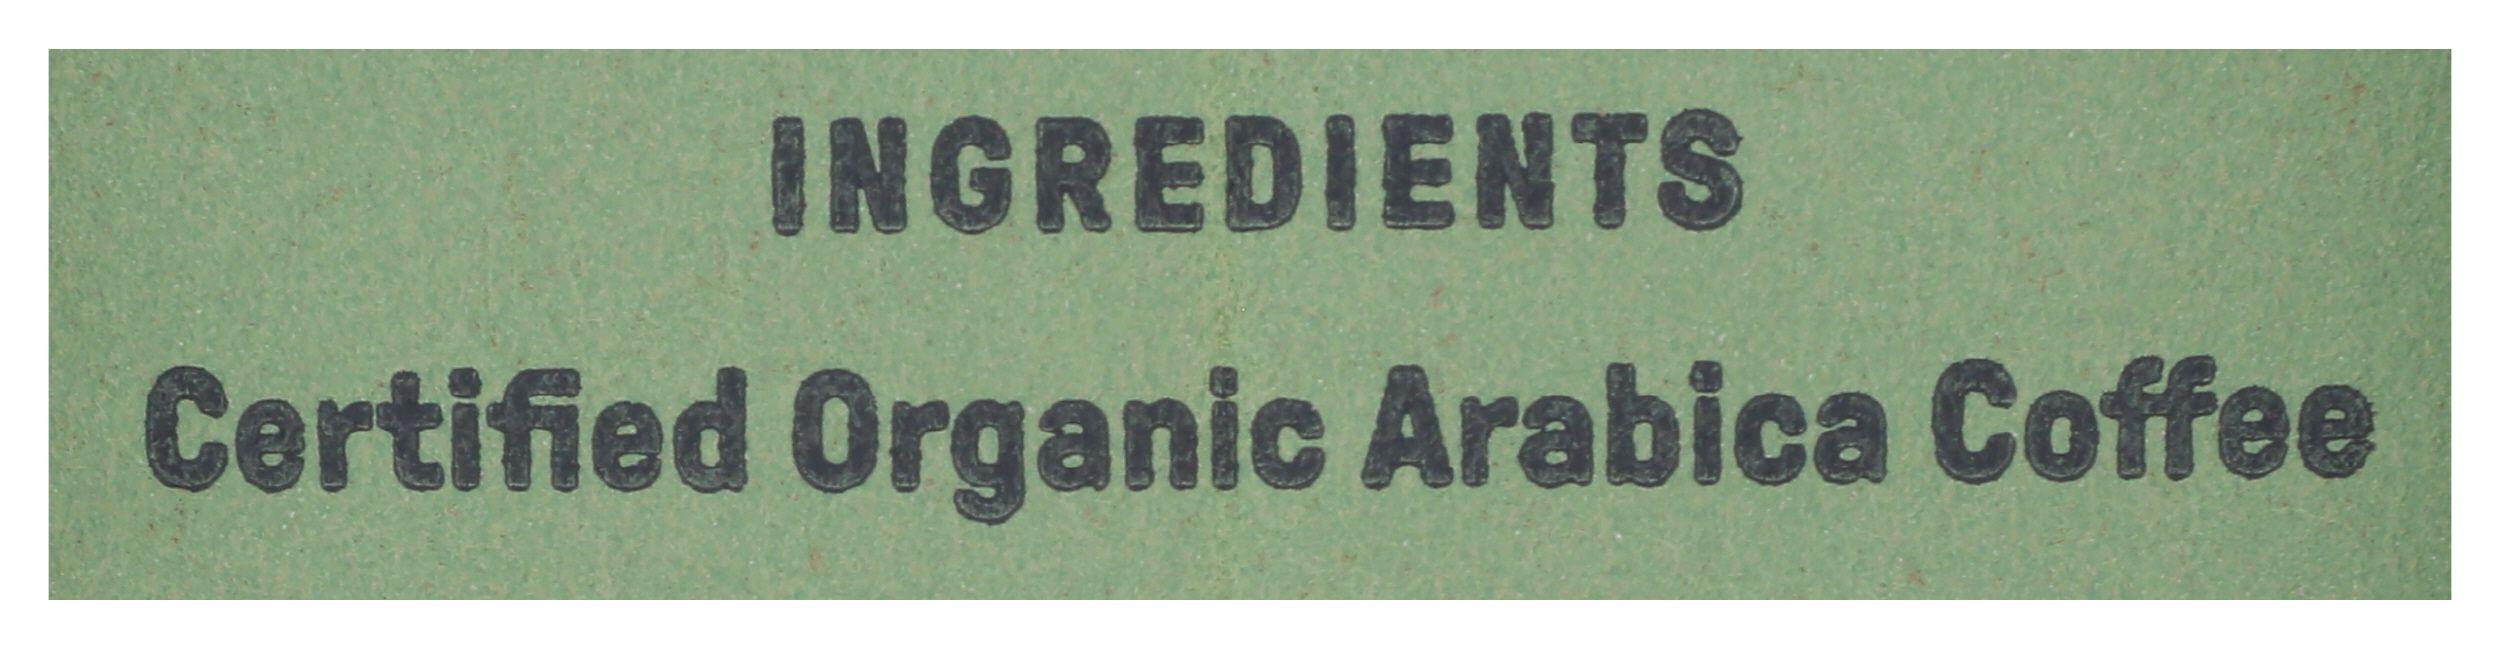 INGREDIENTS
Certified Organic Arabica Coffee